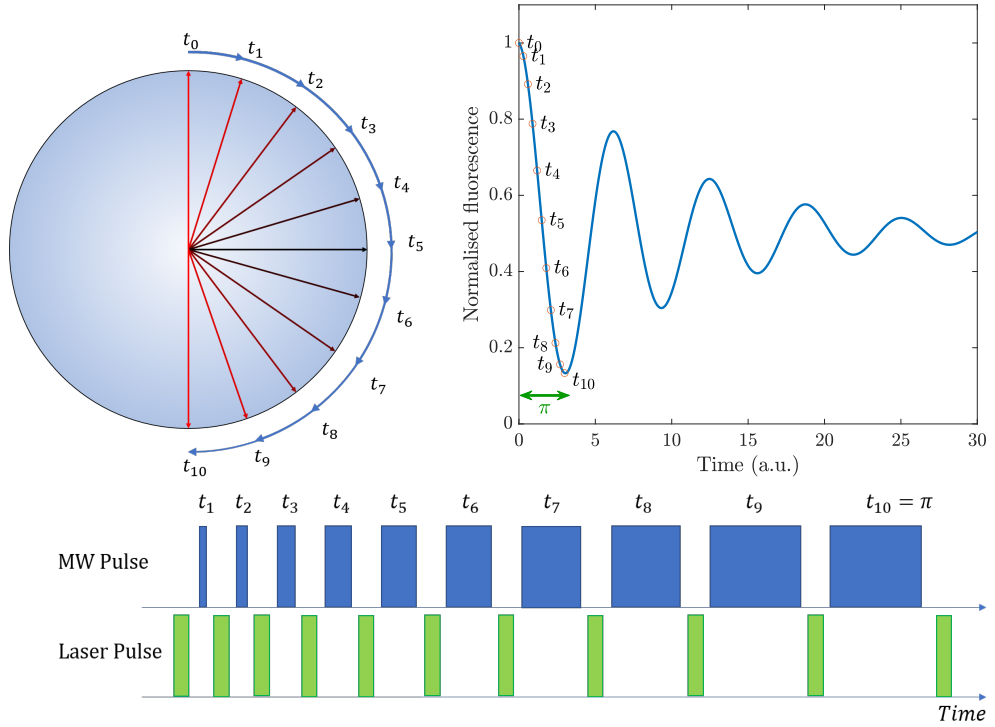 t₀
t₁
t₂
t₃
t₄
t₅
t₆
t₇
t₈
t₉
t₁₀
Normalised fluorescence
1
0.8
0.6
0.4
0.2
0
t₀
t₁
t₂
t₃
t₄
t₅
t₆
t₇
t₈
t₉
t₁₀
π
0 5 10 15 20 25 30
Time (a.u.)
t₁ t₂ t₃ t₄ t₅ t₆ t₇ t₈ t₉ t₁₀ = π
MW Pulse
Laser Pulse
Time